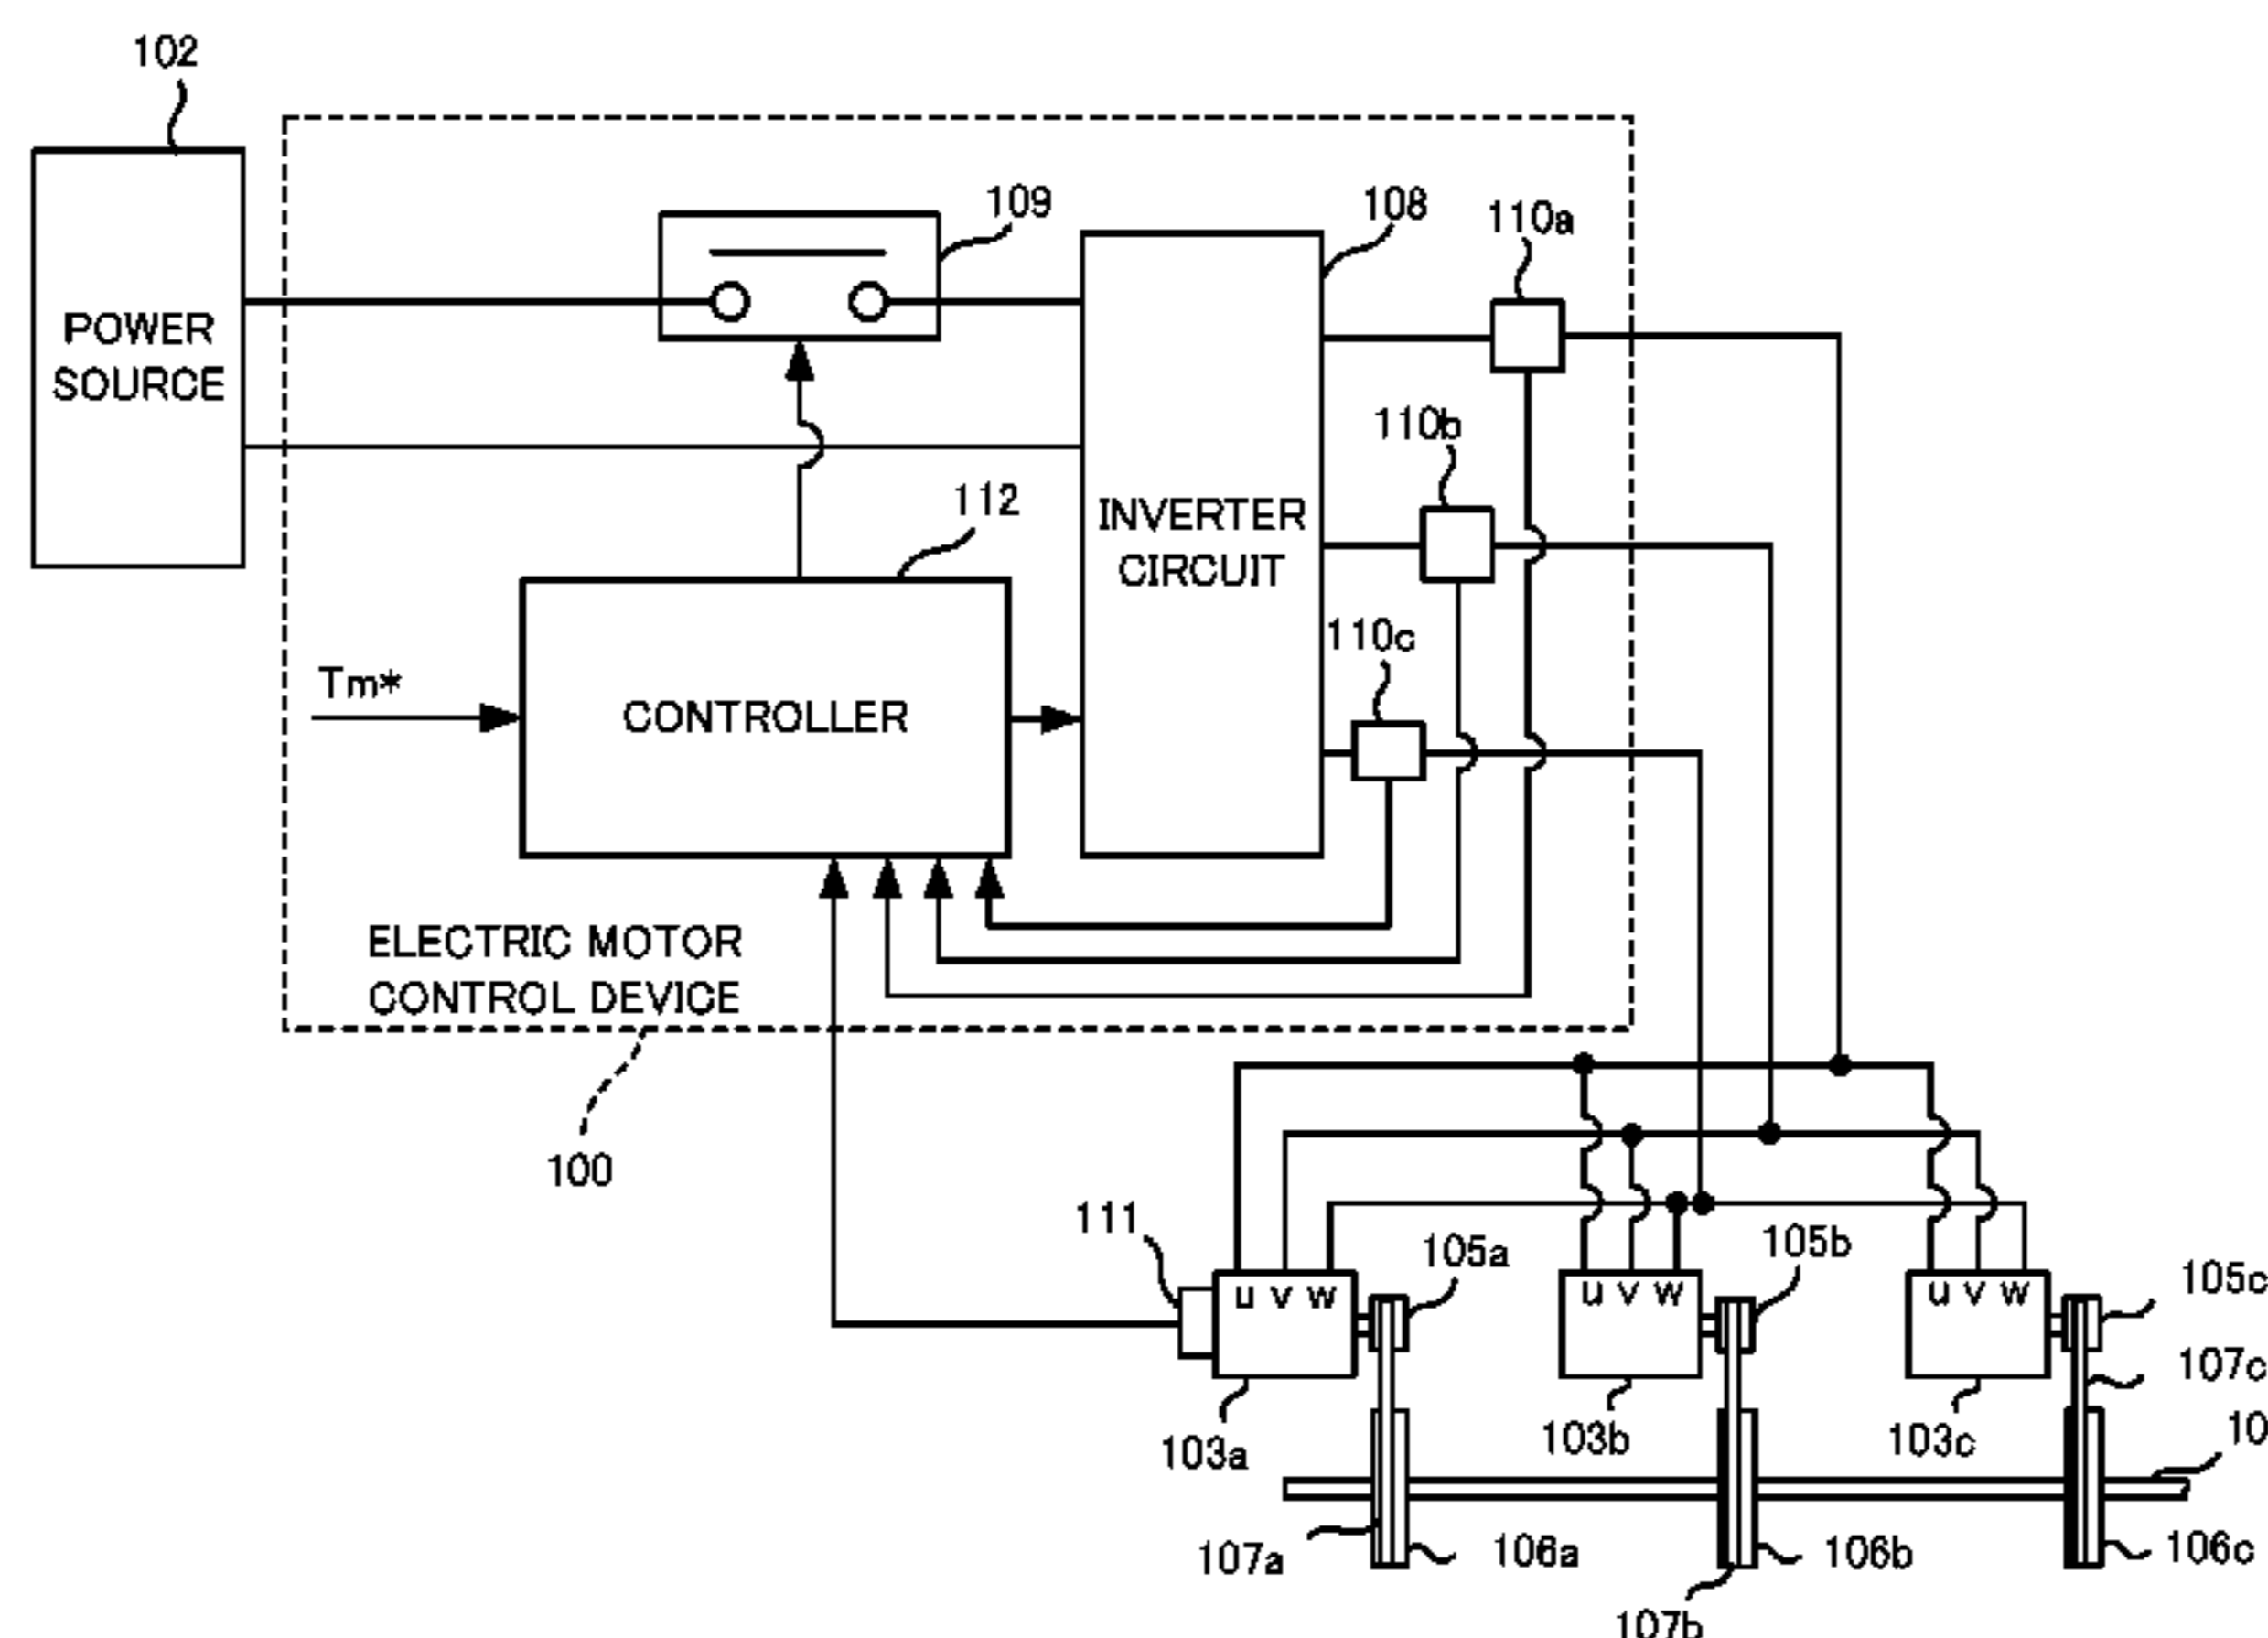 102
109
108
110a
POWER
SOURCE
110b
112
INVERTER
CIRCUIT
110c
Tm*
CONTROLLER
ELECTRIC MOTOR
CONTROL DEVICE
100
111
105a
105b
105c
u v w
u v w
u v w
107c
103a
103b
103c
10
107a
106a
106b
106c
107b